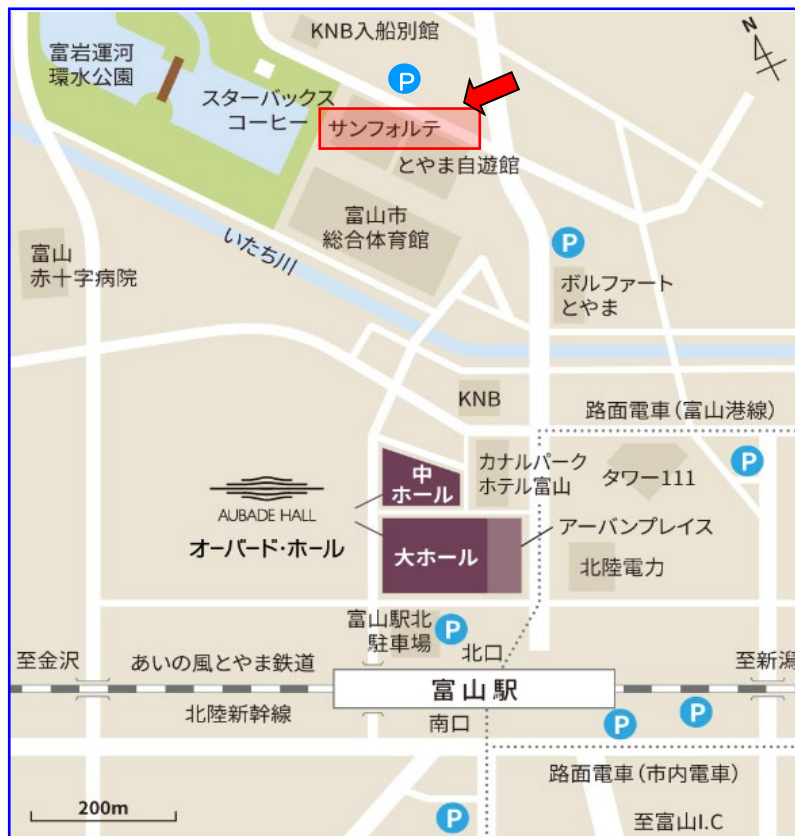 KNB入船別館
N
富岩運河
環水公園
P
スターバックス
コーヒー
サンフォルテ
とやま自遊館
富山市
総合体育館
いたち川
P
富山
赤十字病院
ボルファート
とやま
KNB
路面電車(富山港線)
中
ホール
カナルパーク
ホテル富山
タワー111
P
AUBADE HALL
オーバード・ホール
大ホール
アーバンプレイス
北陸電力
富山駅北
駐車場
P
北口
至金沢
あいの風とやま鉄道
至新潟
富山駅
北陸新幹線
南口
P
P
路面電車(市内電車)
200m
P
至富山I.C